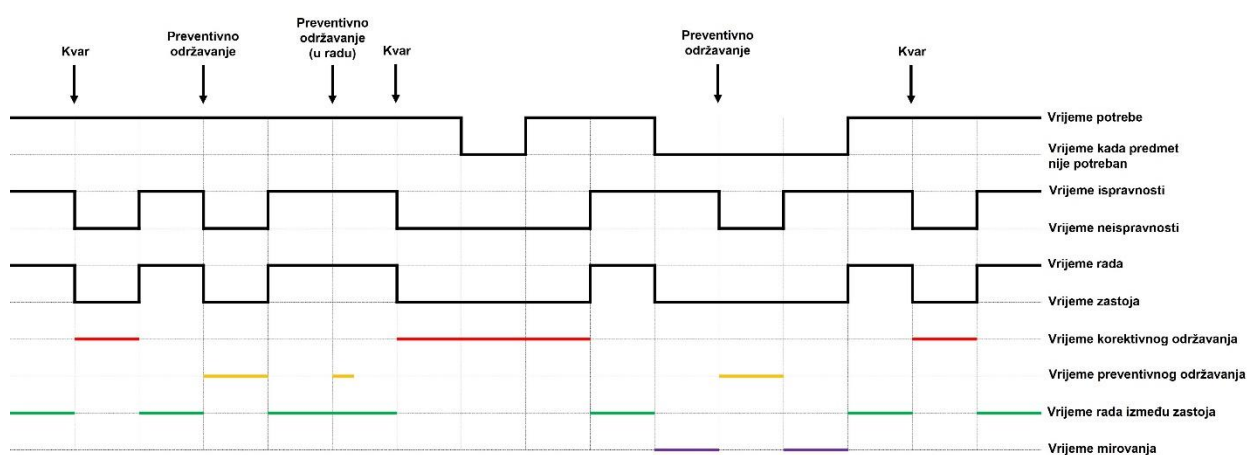 Kvar
Preventivno
održavanje
Preventivno
održavanje
(u radu)
Kvar
Preventivno
održavanje
Kvar
Vrijeme potrebe
Vrijeme kada predmet
nije potreban
Vrijeme ispravnosti
Vrijeme neispravnosti
Vrijeme rada
Vrijeme zastoja
Vrijeme korektivnog održavanja
Vrijeme preventivnog održavanja
Vrijeme rada između zastoja
Vrijeme mirovanja